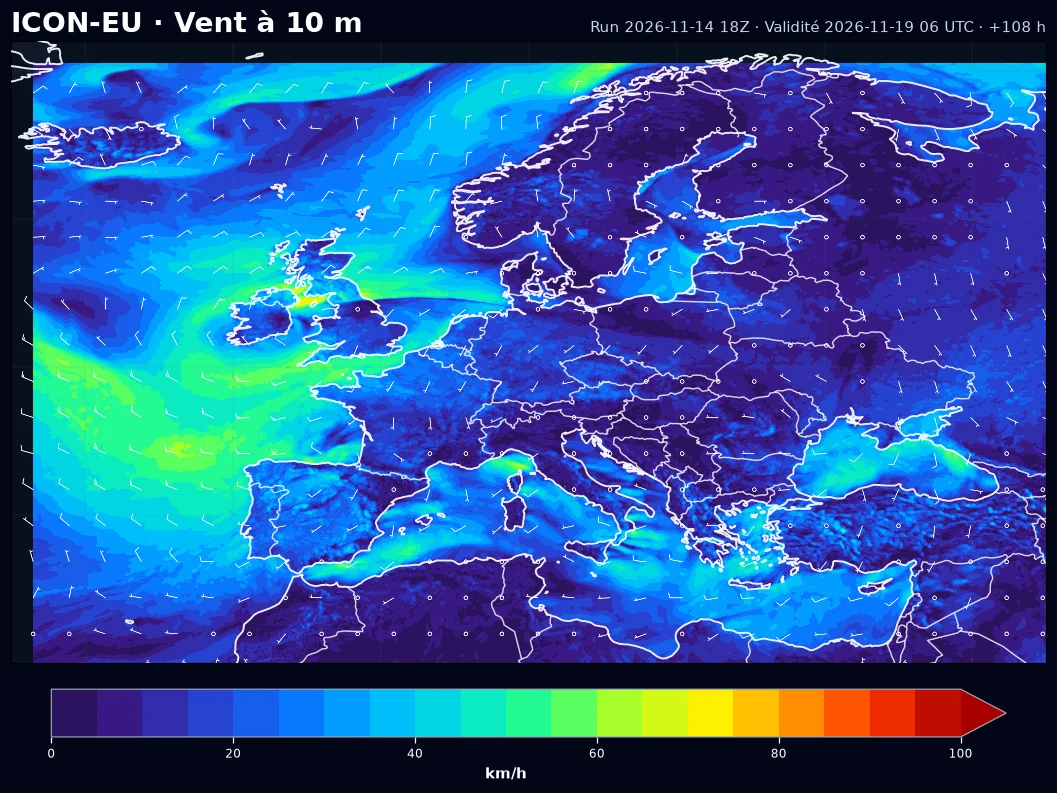 ICON-EU · Vent à 10 m
Run 2026-11-14 18Z · Validité 2026-11-19 06 UTC · +108 h
0 20 40 60 80 100
km/h